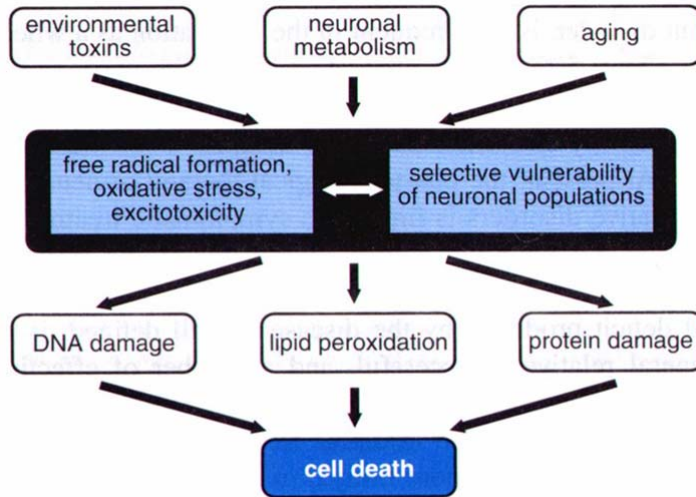 environmental
toxins
neuronal
metabolism
aging
free radical formation,
oxidative stress,
excitotoxicity
selective vulnerability
of neuronal populations
DNA damage
lipid peroxidation
protein damage
cell death